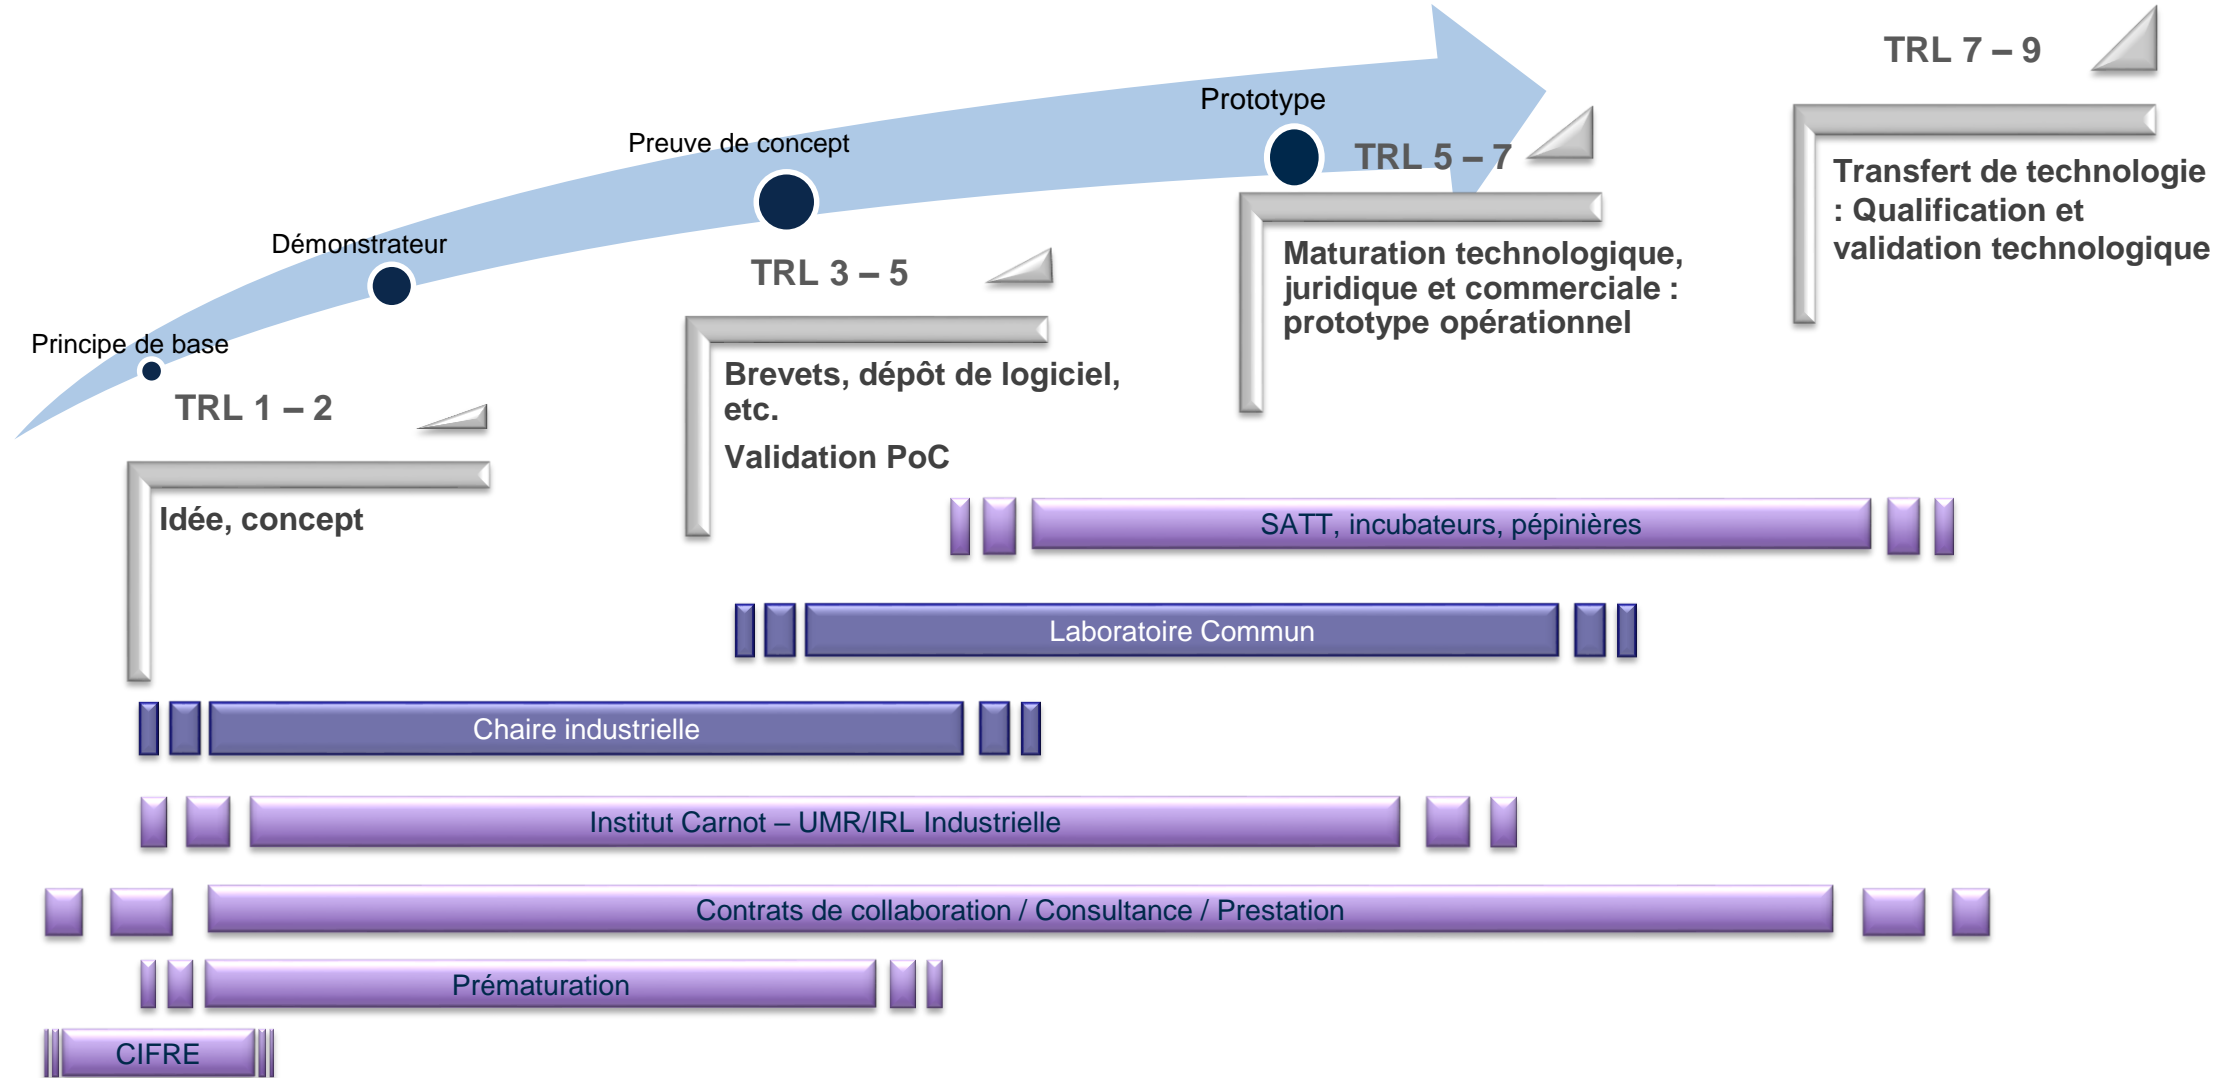 Principe de base
Démonstrateur
Preuve de concept
Prototype
TRL 1 – 2
Idée, concept
TRL 3 – 5
Brevets, dépôt de logiciel,
etc.
Validation PoC
TRL 5 – 7
Maturation technologique,
juridique et commerciale :
prototype opérationnel
TRL 7 – 9
Transfert de technologie
: Qualification et
validation technologique
SATT, incubateurs, pépinières
Laboratoire Commun
Chaire industrielle
Institut Carnot – UMR/IRL Industrielle
Contrats de collaboration / Consultance / Prestation
Prématuration
CIFRE